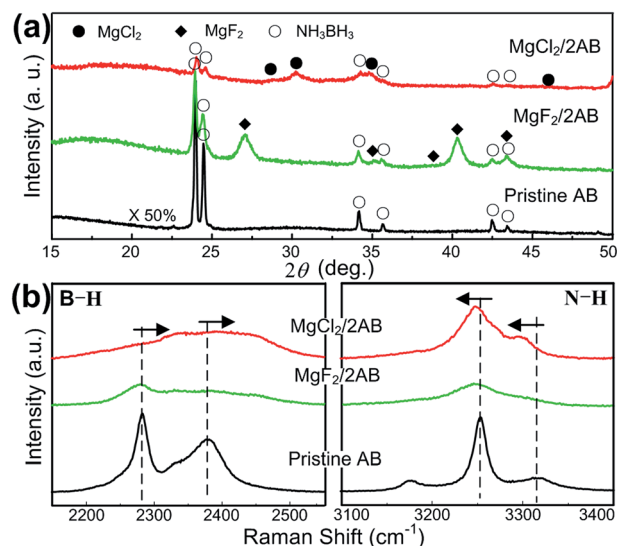 (a)
MgCl₂ MgF₂ NH₃BH₃
MgCl₂/2AB
MgF₂/2AB
Pristine AB
X 50%
Intensity (a. u.)
15 20 25 30 35 40 45 50
2θ (deg.)
(b)
B−H N−H
MgCl₂/2AB
MgF₂/2AB
Pristine AB
Intensity (a.u.)
2200 2300 2400 2500 3100 3200 3300 3400
Raman Shift (cm⁻¹)